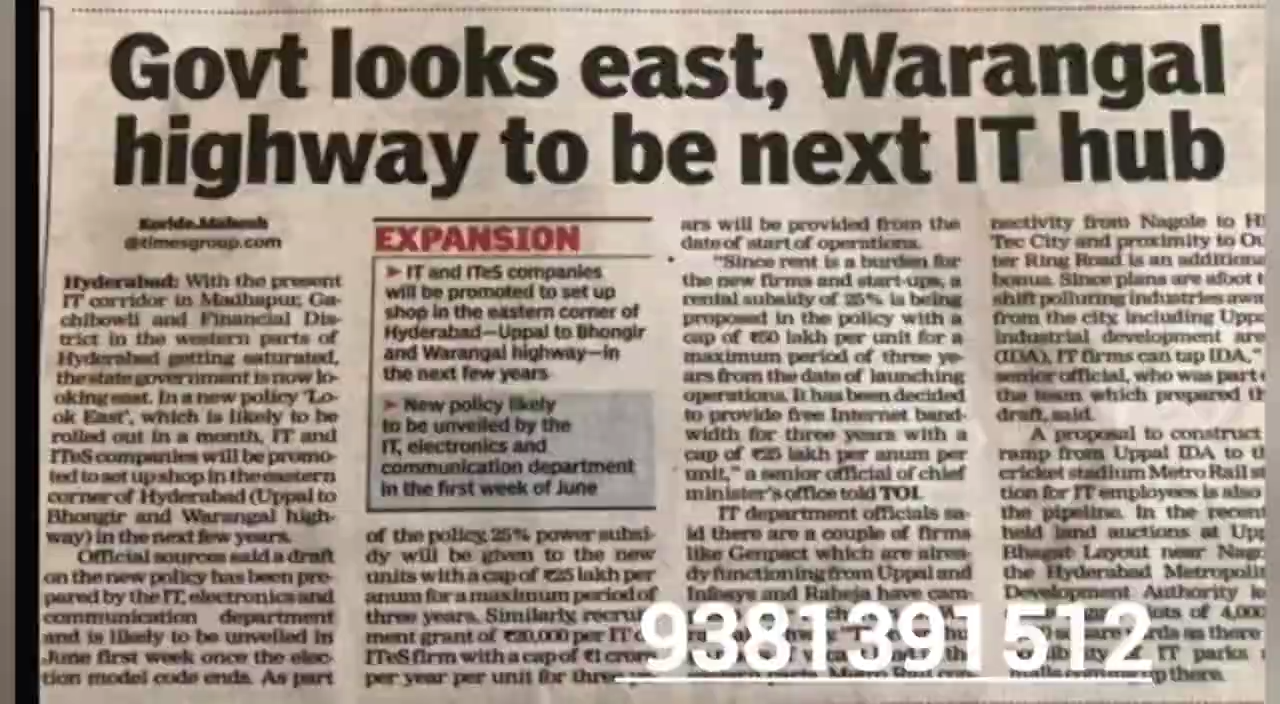 Govt looks east, Warangal
highway to be next IT hub
@timesgroup.com
Hyderabad: With the present
IT corridor in Madhapur, Ga-
chibowli and Financial Dis-
trict in the western parts of
Hyderabad getting saturated,
the state government is now lo-
oking east. In a new policy 'Lo-
ok East', which is likely to be
rolled out in a month, IT and
ITeS companies will be promo-
ted to set up shop in the eastern
corner of Hyderabad (Uppal to
Bhongir and Warangal high-
way) in the next few years.
Official sources said a draft
on the new policy has been pre-
pared by the IT, electronics and
communication department
and is likely to be unveiled in
June first week once the elec-
tion model code ends. As part
EXPANSION
➤ IT and ITeS companies
will be promoted to set up
shop in the eastern corner of
Hyderabad—Uppal to Bhongir
and Warangal highway—in
the next few years
➤ New policy likely
to be unveiled by the
IT, electronics and
communication department
in the first week of June
of the policy, 25% power subsi-
dy will be given to the new
units with a cap of ₹25 lakh per
anum for a maximum period of
three years. Similarly, recruit-
ment grant of ₹20,000 per IT o
ITeS firm with a cap of ₹1 crore
per year per unit for three ye-
ars will be provided from the
date of start of operations.
"Since rent is a burden for
the new firms and start-ups, a
rental subsidy of 25% is being
proposed in the policy with a
cap of ₹50 lakh per unit for a
maximum period of three ye-
ars from the date of launching
operations. It has been decided
to provide free Internet band-
width for three years with a
cap of ₹25 lakh per anum per
unit," a senior official of chief
minister's office told TOI.
IT department officials sa-
id there are a couple of firms
like Genpact which are alrea-
dy functioning from Uppal and
Infosys and Raheja have cam-
Metro Rail con-
nectivity from Nagole to H
Tec City and proximity to Ou
ter Ring Road is an additiona
bonus. Since plans are afoot t
shift polluring industries awa
from the city, including Uppa
industrial development are
(IDA), IT firms can tap IDA,"
senior official, who was part o
the team which prepared th
draft, said.
A proposal to construct
ramp from Uppal IDA to th
cricket stadium Metro Rail st
tion for IT employees is also
the pipeline. In the recent
held land auctions at Upp
Bhagat Layout near Nago
the Hyderabad Metropolit
Development Authority
lots of 4,000
as there
IT parks
malls coming up there.
9381391512